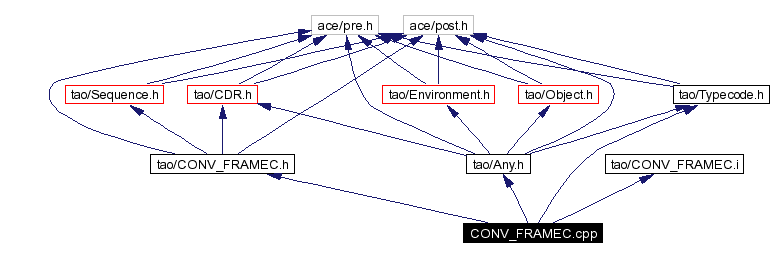 ace/pre.h
ace/post.h
tao/Sequence.h
tao/CDR.h
tao/Environment.h
tao/Object.h
tao/Typecode.h
tao/CONV_FRAMEC.h
tao/Any.h
tao/CONV_FRAMEC.i
CONV_FRAMEC.cpp